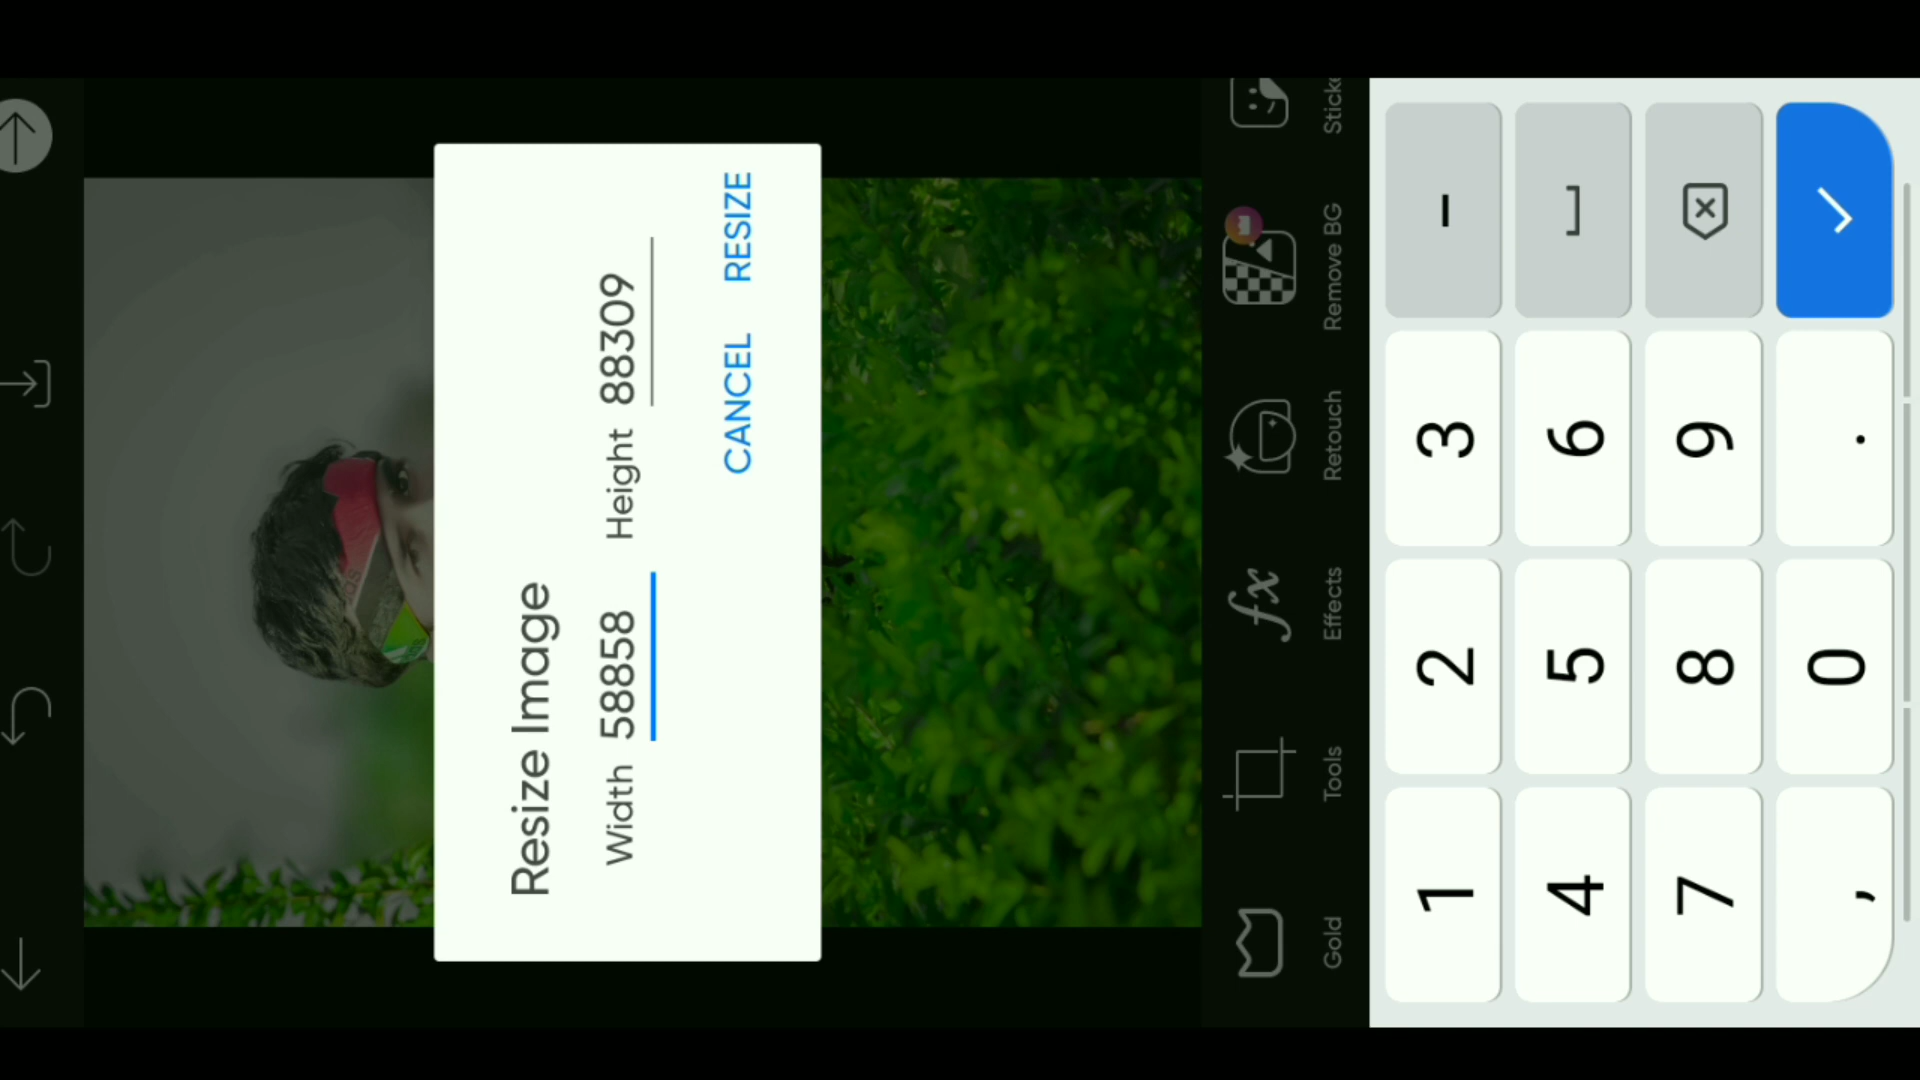 Resize Image
Width 58858 Height 88309
CANCEL RESIZE
Gold Tools Effects Retouch Remove BG Sticke
1 2 3 -
4 5 6
7 8 9
, 0 .